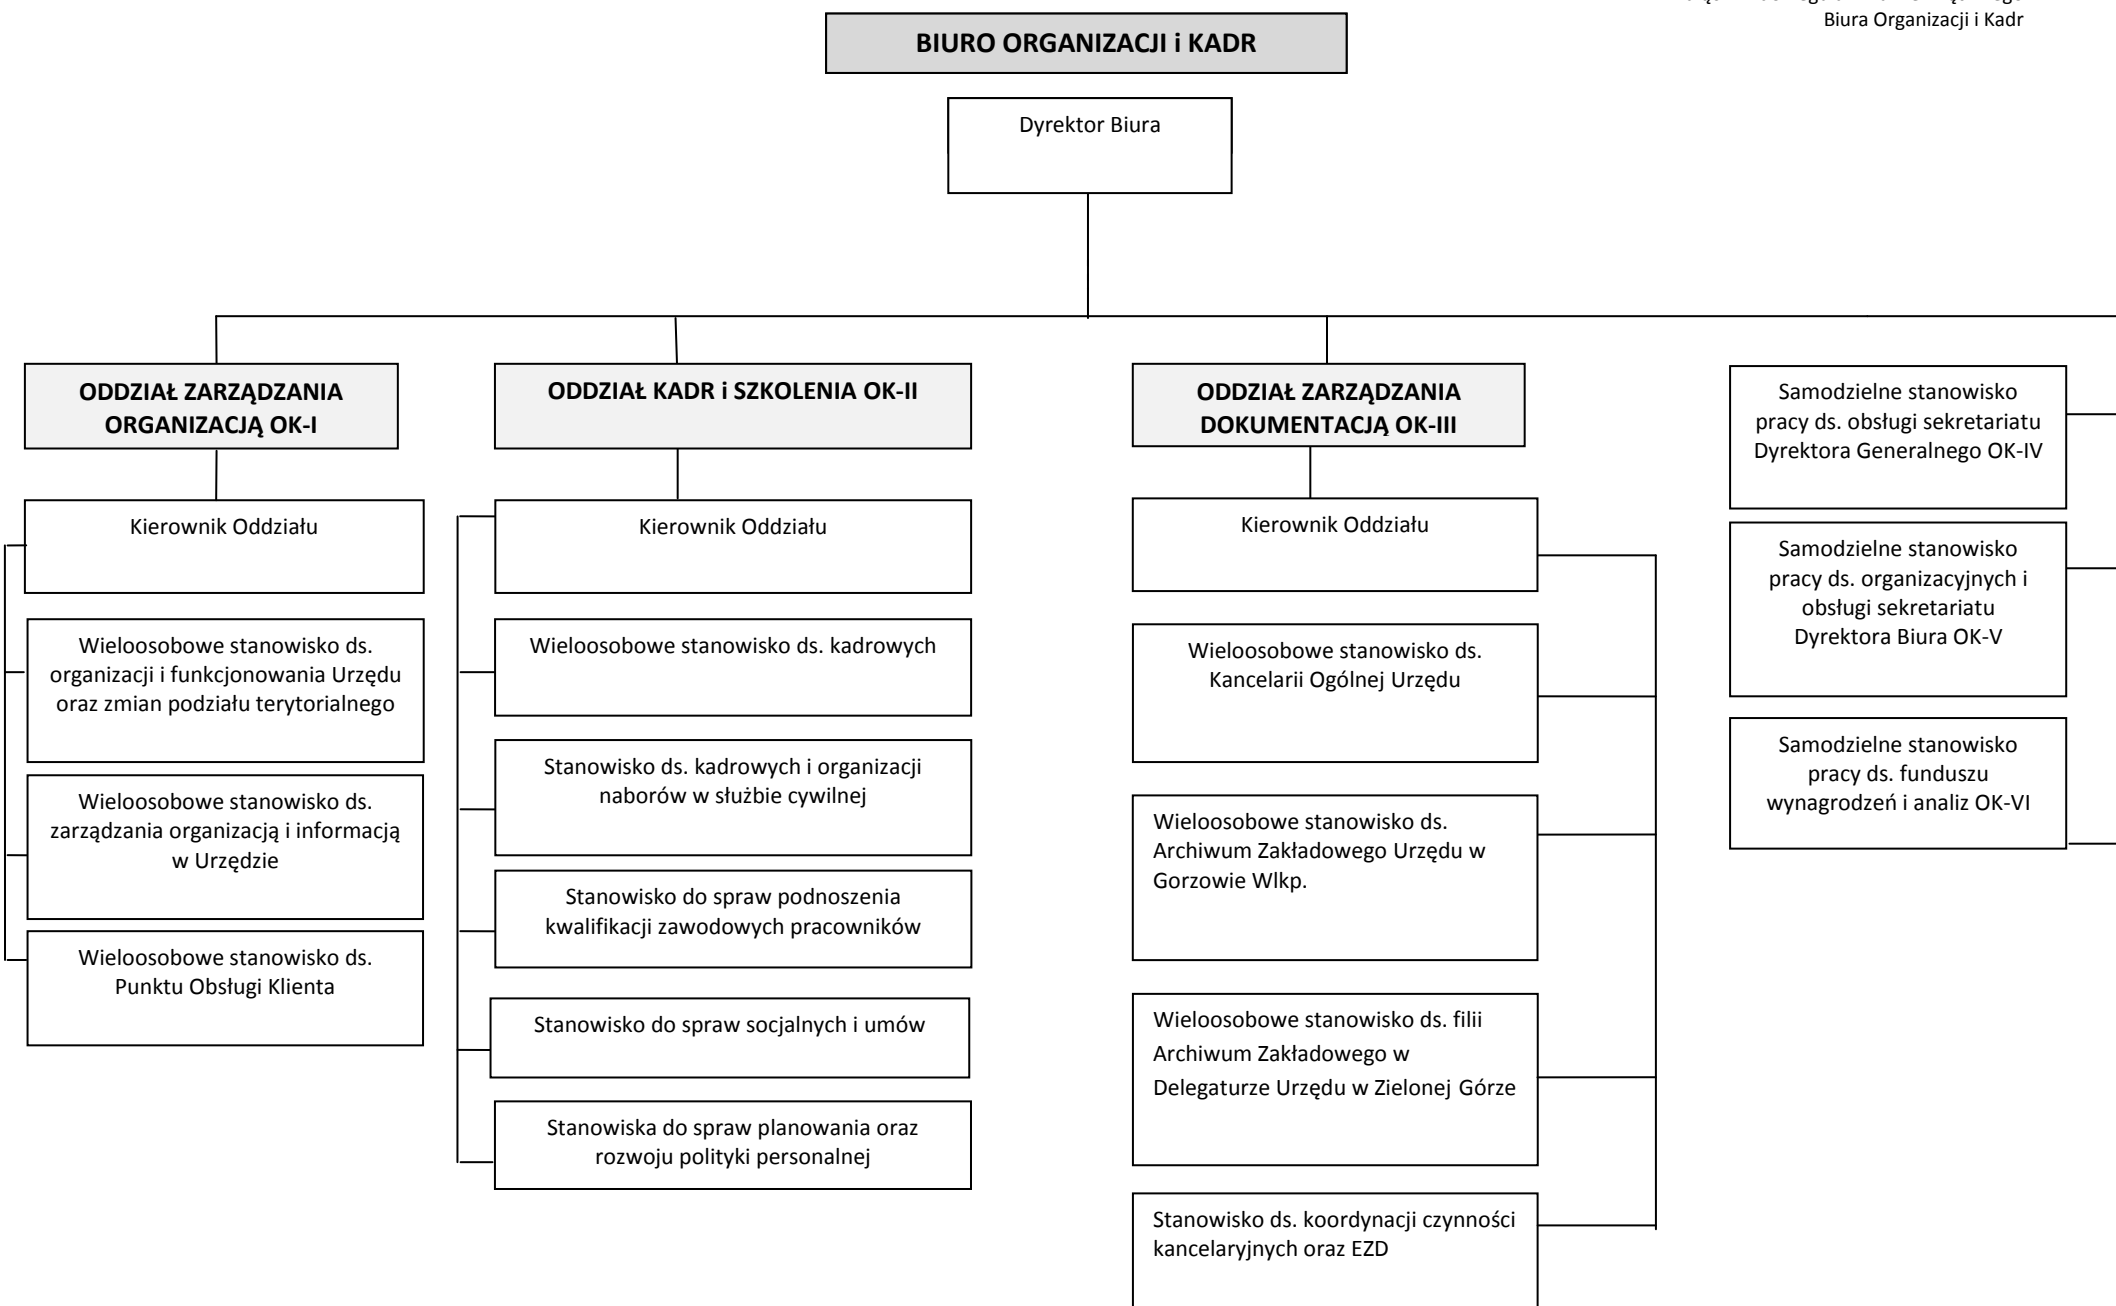 Biura Organizacji i Kadr
BIURO ORGANIZACJI i KADR
Dyrektor Biura
ODDZIAŁ ZARZĄDZANIA
ORGANIZACJĄ OK-I
Kierownik Oddziału
Wieloosobowe stanowisko ds.
organizacji i funkcjonowania Urzędu
oraz zmian podziału terytorialnego
Wieloosobowe stanowisko ds.
zarządzania organizacją i informacją
w Urzędzie
Wieloosobowe stanowisko ds.
Punktu Obsługi Klienta
ODDZIAŁ KADR i SZKOLENIA OK-II
Kierownik Oddziału
Wieloosobowe stanowisko ds. kadrowych
Stanowisko ds. kadrowych i organizacji
naborów w służbie cywilnej
Stanowisko do spraw podnoszenia
kwalifikacji zawodowych pracowników
Stanowisko do spraw socjalnych i umów
Stanowiska do spraw planowania oraz
rozwoju polityki personalnej
ODDZIAŁ ZARZĄDZANIA
DOKUMENTACJĄ OK-III
Kierownik Oddziału
Wieloosobowe stanowisko ds.
Kancelarii Ogólnej Urzędu
Wieloosobowe stanowisko ds.
Archiwum Zakładowego Urzędu w
Gorzowie Wlkp.
Wieloosobowe stanowisko ds. filii
Archiwum Zakładowego w
Delegaturze Urzędu w Zielonej Górze
Stanowisko ds. koordynacji czynności
kancelaryjnych oraz EZD
Samodzielne stanowisko
pracy ds. obsługi sekretariatu
Dyrektora Generalnego OK-IV
Samodzielne stanowisko
pracy ds. organizacyjnych i
obsługi sekretariatu
Dyrektora Biura OK-V
Samodzielne stanowisko
pracy ds. funduszu
wynagrodzeń i analiz OK-VI